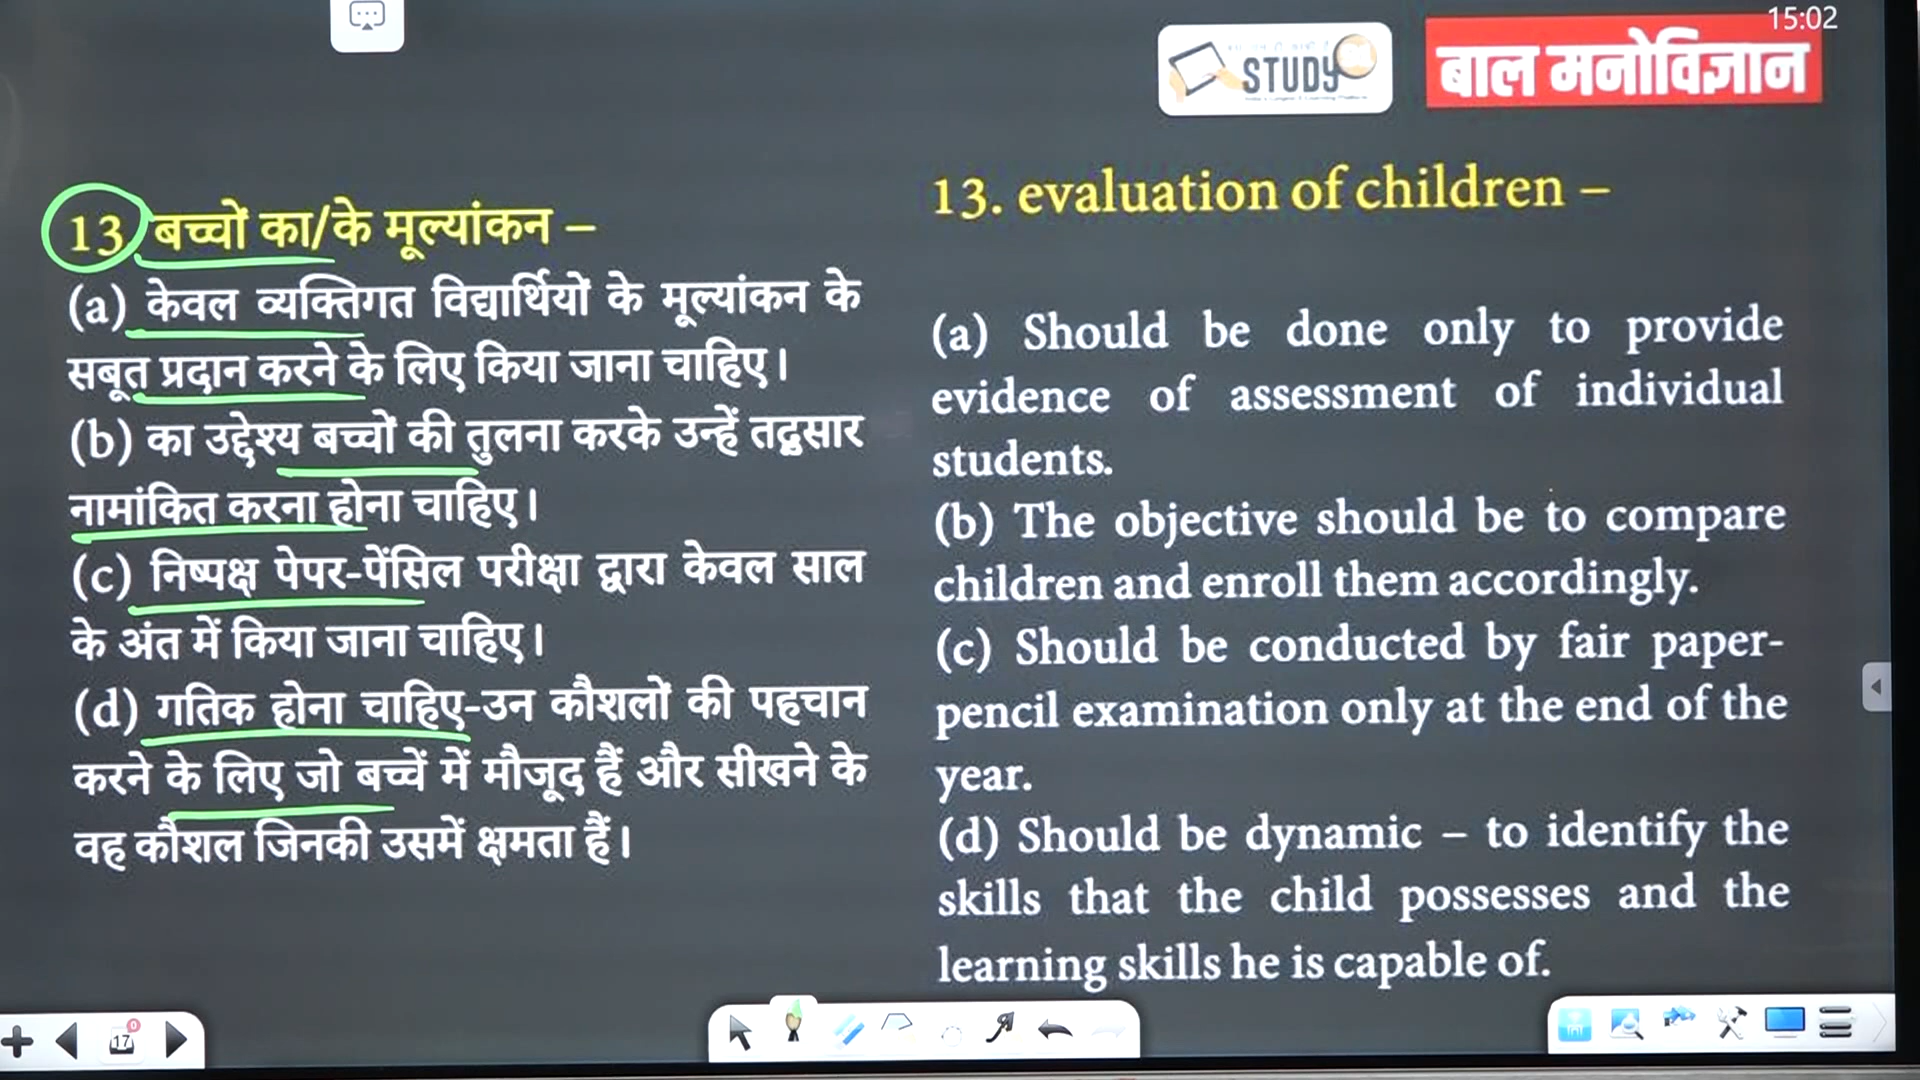 15:02
STUDY
बाल मनोविज्ञान
13. बच्चों का/के मूल्यांकन –
(a) केवल व्यक्तिगत विद्यार्थियों के मूल्यांकन के
सबूत प्रदान करने के लिए किया जाना चाहिए।
(b) का उद्देश्य बच्चों की तुलना करके उन्हें तद्नुसार
नामांकित करना होना चाहिए।
(c) निष्पक्ष पेपर-पेंसिल परीक्षा द्वारा केवल साल
के अंत में किया जाना चाहिए।
(d) गतिक होना चाहिए-उन कौशलों की पहचान
करने के लिए जो बच्चें में मौजूद हैं और सीखने के
वह कौशल जिनकी उसमें क्षमता हैं।
13. evaluation of children –
(a) Should be done only to provide
evidence of assessment of individual
students.
(b) The objective should be to compare
children and enroll them accordingly.
(c) Should be conducted by fair paper-
pencil examination only at the end of the
year.
(d) Should be dynamic – to identify the
skills that the child possesses and the
learning skills he is capable of.
17
0